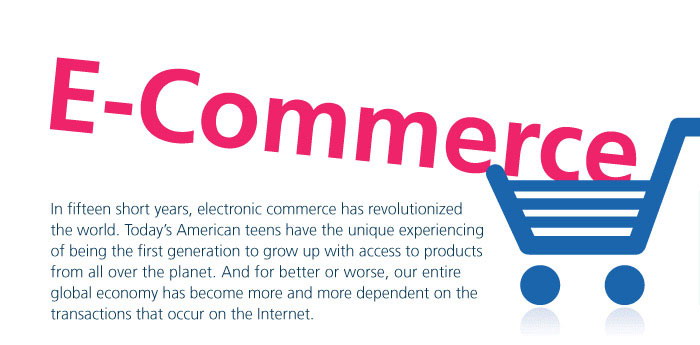 E-Commerce
In fifteen short years, electronic commerce has revolutionized
the world. Today’s American teens have the unique experiencing
of being the first generation to grow up with access to products
from all over the planet. And for better or worse, our entire
global economy has become more and more dependent on the
transactions that occur on the Internet.